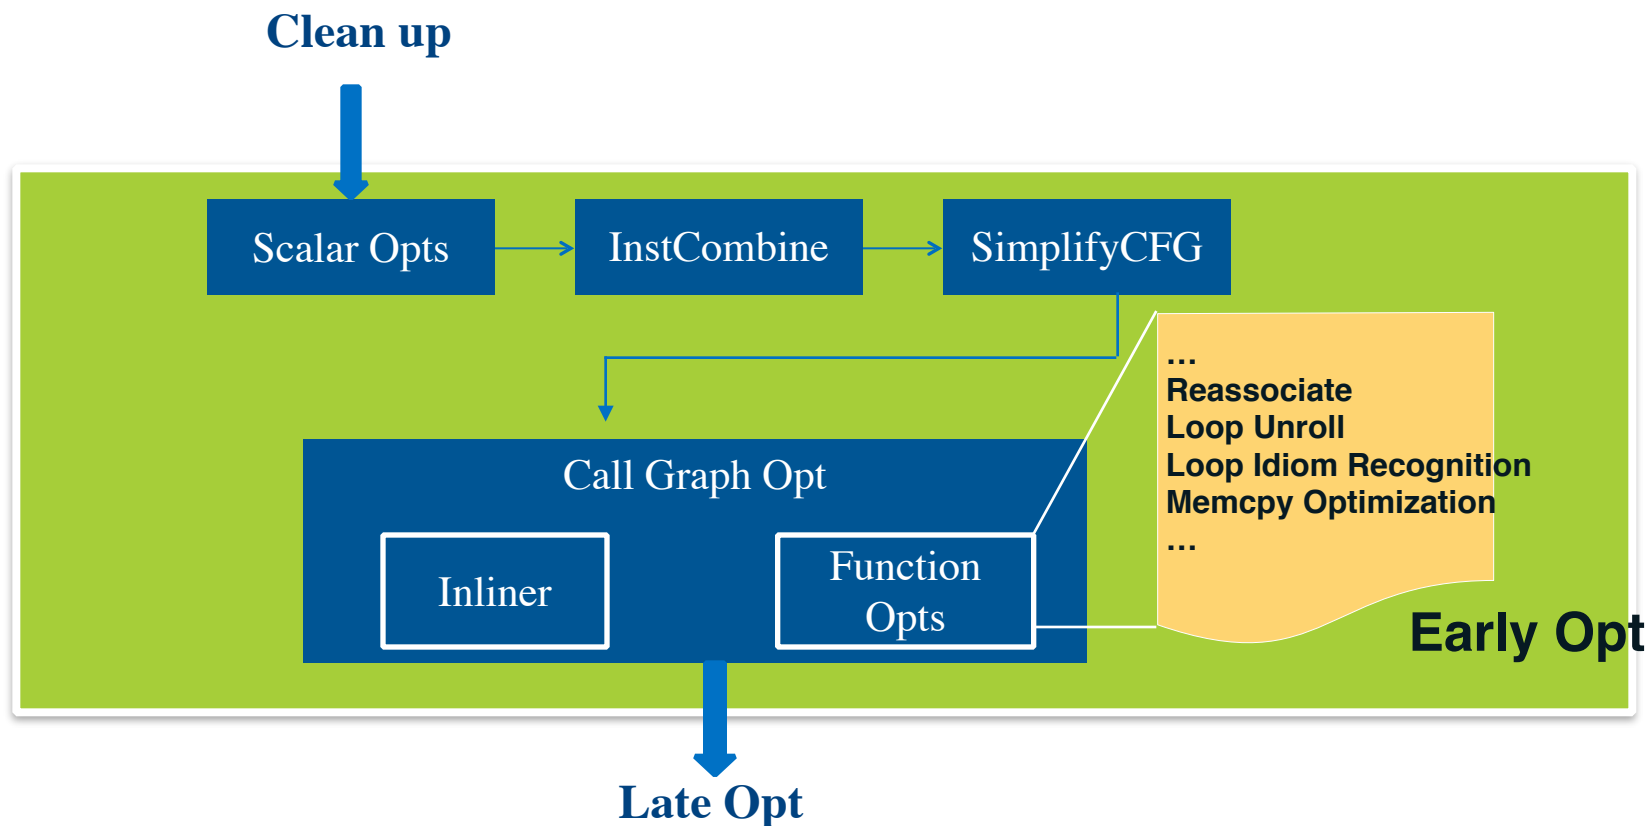 Clean up
Scalar Opts
InstCombine
SimplifyCFG
…
Reassociate
Loop Unroll
Loop Idiom Recognition
Memcpy Optimization
…
Call Graph Opt
Inliner
Function
Opts
Early Opt
Late Opt